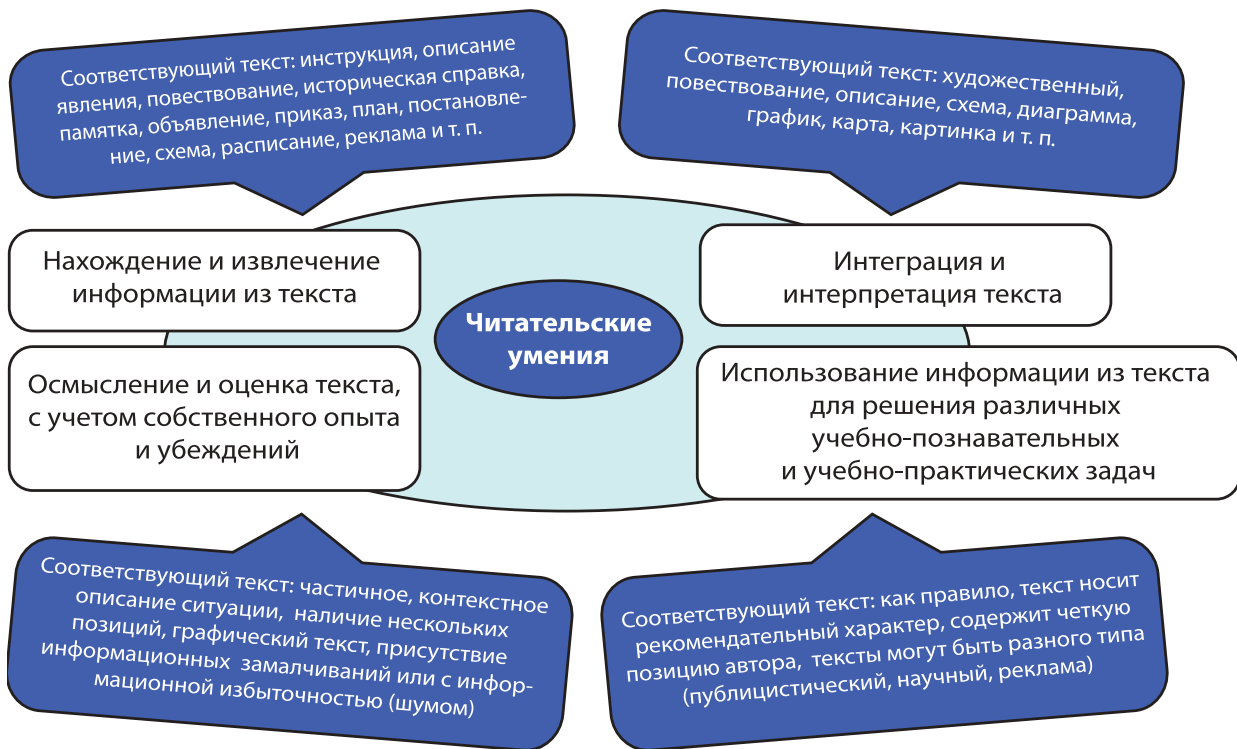 Соответствующий текст: инструкция, описание
явления, повествование, историческая справка,
памятка, объявление, приказ, план, постановле-
ние, схема, расписание, реклама и т. п.
Соответствующий текст: художественный,
повествование, описание, схема, диаграмма,
график, карта, картинка и т. п.
Нахождение и извлечение
информации из текста
Интеграция и
интерпретация текста
Читательские
умения
Осмысление и оценка текста,
с учетом собственного опыта
и убеждений
Использование информации из текста
для решения различных
учебно-познавательных
и учебно-практических задач
Соответствующий текст: частичное, контекстное
описание ситуации, наличие нескольких
позиций, графический текст, присутствие
информационных замалчиваний или с инфор-
мационной избыточностью (шумом)
Соответствующий текст: как правило, текст носит
рекомендательный характер, содержит четкую
позицию автора, тексты могут быть разного типа
(публицистический, научный, реклама)